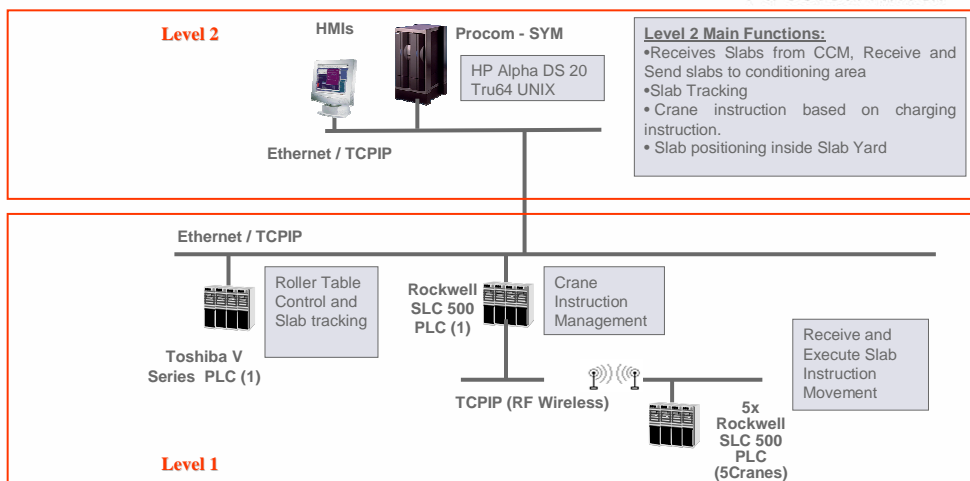 Level 2
HMIs
Procom - SYM
HP Alpha DS 20
Tru64 UNIX
Ethernet / TCPIP
Level 2 Main Functions:
•Receives Slabs from CCM, Receive and
Send slabs to conditioning area
•Slab Tracking
• Crane instruction based on charging
instruction.
• Slab positioning inside Slab Yard
Ethernet / TCPIP
Roller Table
Control and
Slab tracking
Toshiba V
Series PLC (1)
Rockwell
SLC 500
PLC (1)
Crane
Instruction
Management
TCPIP (RF Wireless)
Receive and
Execute Slab
Instruction
Movement
5x
Rockwell
SLC 500
PLC
(5Cranes)
Level 1